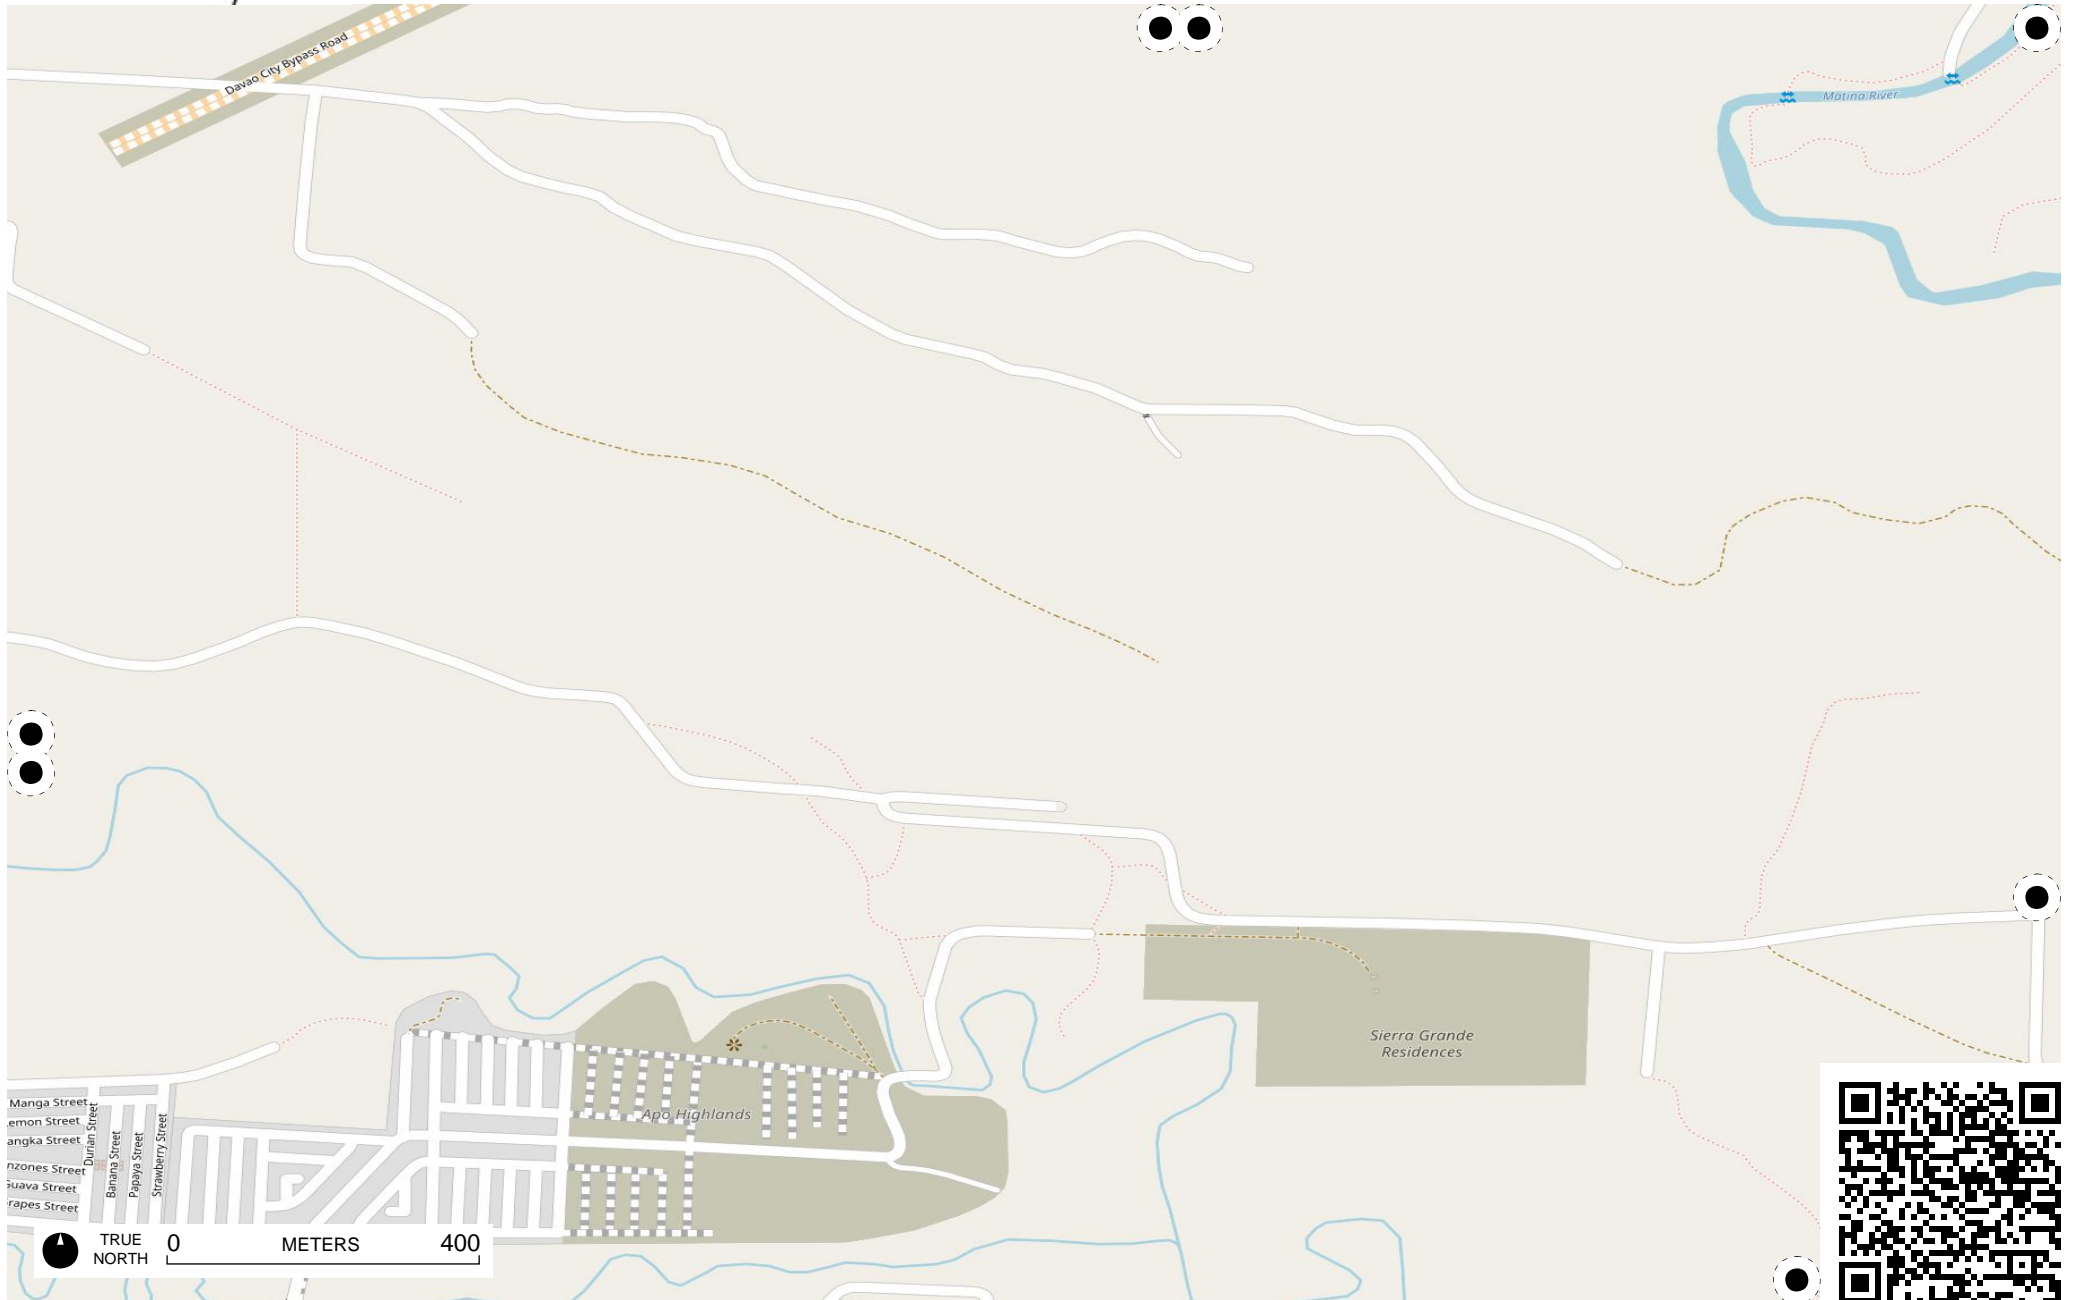 Davao City Bypass Road
Matina River
Sierra Grande
Residences
Apo Highlands
Manga Street
emon Street
angka Street
nzones Street
Guava Street
rapes Street
Durian Street
Banana Street
Papaya Street
Strawberry Street
TRUE
NORTH
0 METERS 400